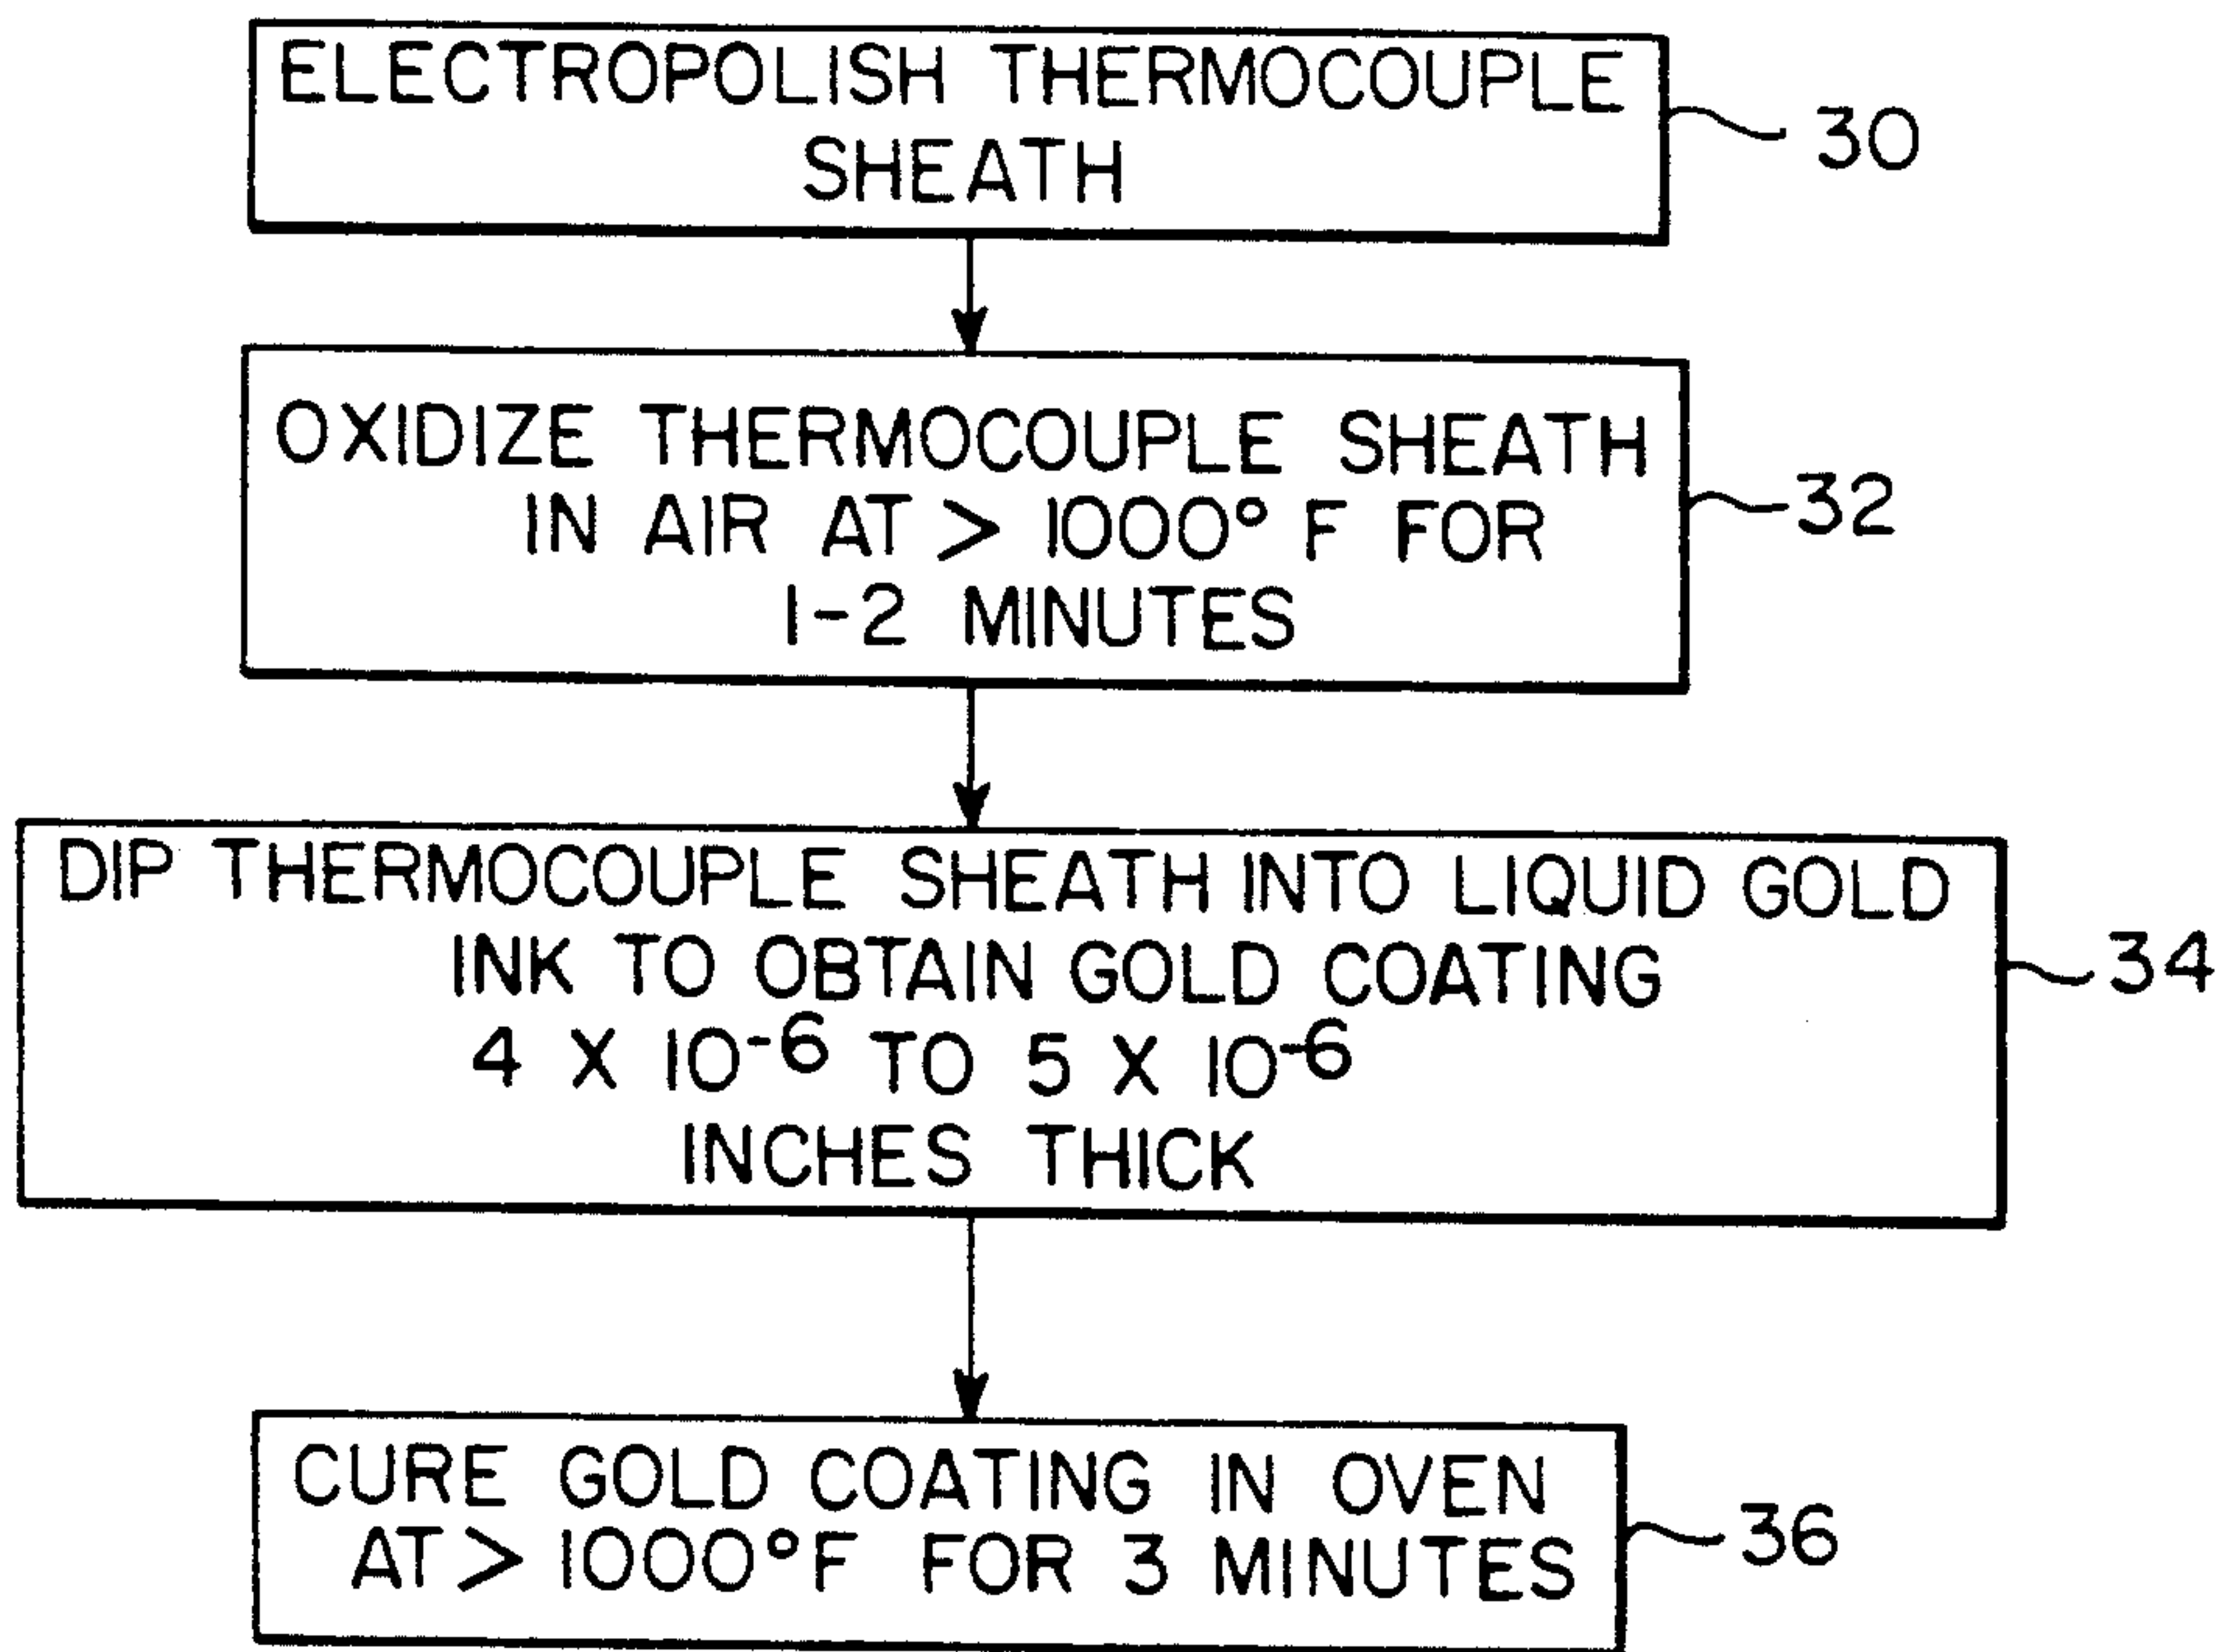 ELECTROPOLISH THERMOCOUPLE
SHEATH
30
OXIDIZE THERMOCOUPLE SHEATH
IN AIR AT > 1000° F FOR
1-2 MINUTES
32
DIP THERMOCOUPLE SHEATH INTO LIQUID GOLD
INK TO OBTAIN GOLD COATING
4 X 10⁻⁶ TO 5 X 10⁻⁶
INCHES THICK
34
CURE GOLD COATING IN OVEN
AT > 1000°F FOR 3 MINUTES
36